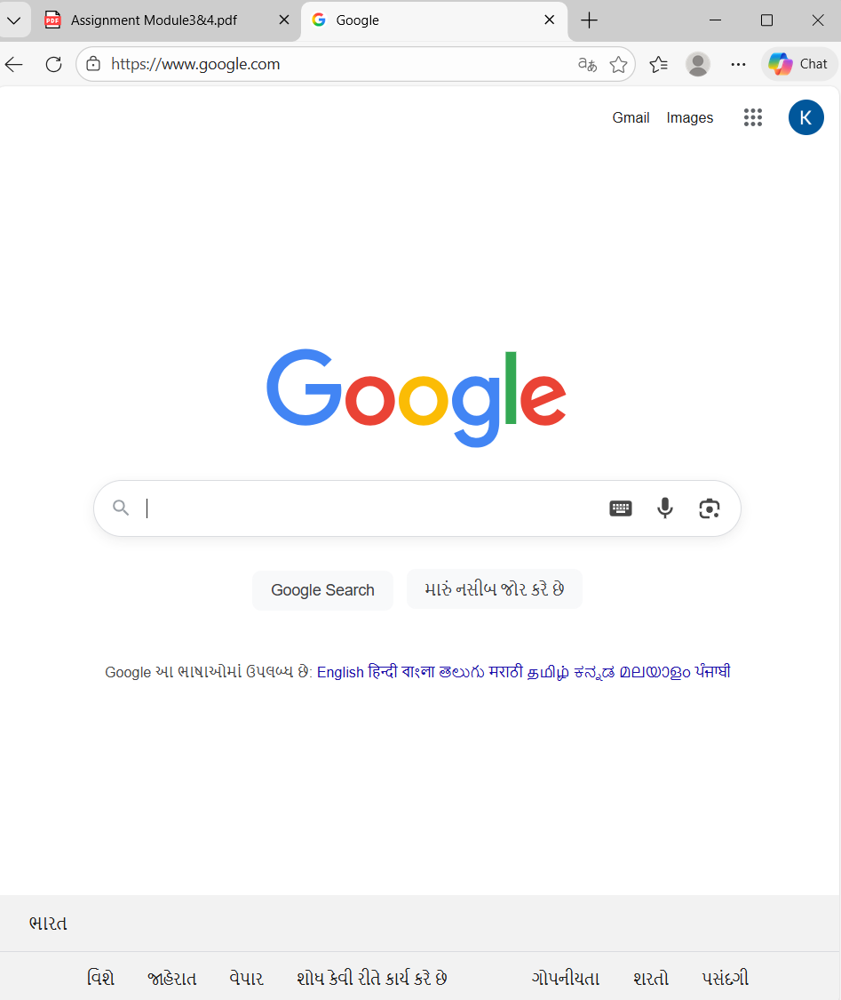 Assignment Module3&4.pdf
Google
https://www.google.com
Chat
Gmail Images
K
Google
Google Search
મારું નસીબ જોર કરે છે
Google આ ભાષાઓમાં ઉપલબ્ધ છે: English हिन्दी বাংলা తెలుగు मराठी தமிழ் ಕನ್ನಡ മലയാളം ਪੰਜਾਬੀ
ભારત
વિશે જાહેરાત વેપાર શોધ કેવી રીતે કાર્ય કરે છે ગોપનીયતા શરતો પસંદગી